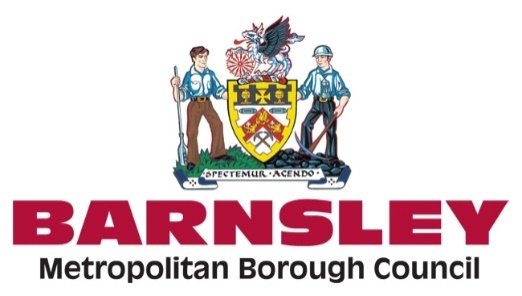 SPECTEMUR · AGENDO ·
BARNSLEY
Metropolitan Borough Council